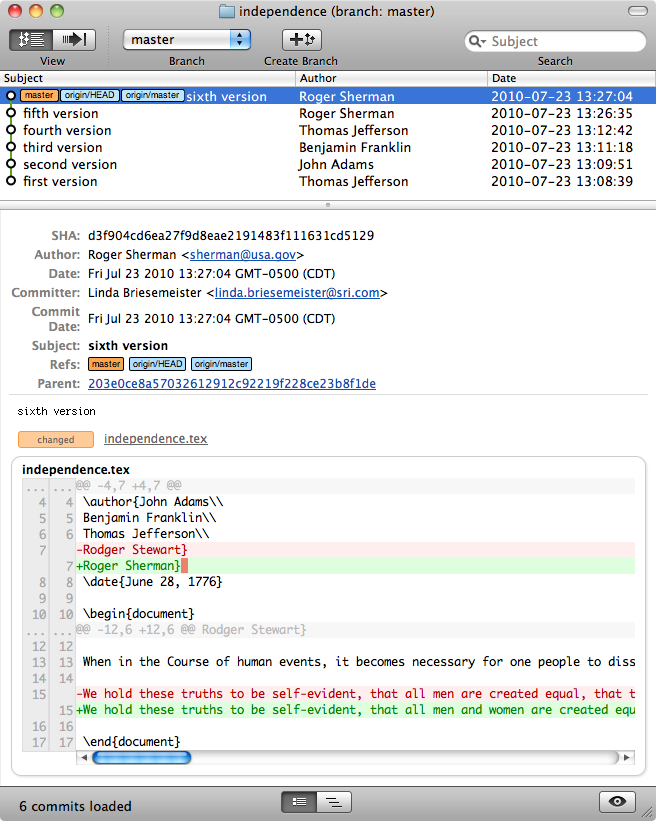 independence (branch: master)
master
Subject
View
Branch
Create Branch
Search
Subject Author Date
master origin/HEAD origin/master sixth version Roger Sherman 2010-07-23 13:27:04
fifth version Roger Sherman 2010-07-23 13:26:35
fourth version Thomas Jefferson 2010-07-23 13:12:42
third version Benjamin Franklin 2010-07-23 13:11:18
second version John Adams 2010-07-23 13:09:51
first version Thomas Jefferson 2010-07-23 13:08:39
SHA: d3f904cd6ea27f9d8eae2191483f111631cd5129
Author: Roger Sherman <sherman@usa.gov>
Date: Fri Jul 23 2010 13:27:04 GMT-0500 (CDT)
Committer: Linda Briesemeister <linda.briesemeister@sri.com>
Commit Date: Fri Jul 23 2010 13:27:04 GMT-0500 (CDT)
Subject: sixth version
Refs: master origin/HEAD origin/master
Parent: 203e0ce8a57032612912c92219f228ce23b8f1de
sixth version
changed independence.tex
independence.tex
... ... @@ -4,7 +4,7 @@
4 4 \author{John Adams\\
5 5 Benjamin Franklin\\
6 6 Thomas Jefferson\\
7 -Rodger Stewart}
7 +Roger Sherman}
8 8 \date{June 28, 1776}
9 9
10 10 \begin{document}
... ... @@ -12,6 +12,6 @@ Rodger Stewart}
12 12
13 13 When in the Course of human events, it becomes necessary for one people to diss
14 14
15 -We hold these truths to be self-evident, that all men are created equal, that t
15 +We hold these truths to be self-evident, that all men and women are created equ
16 16
17 17 \end{document}
6 commits loaded